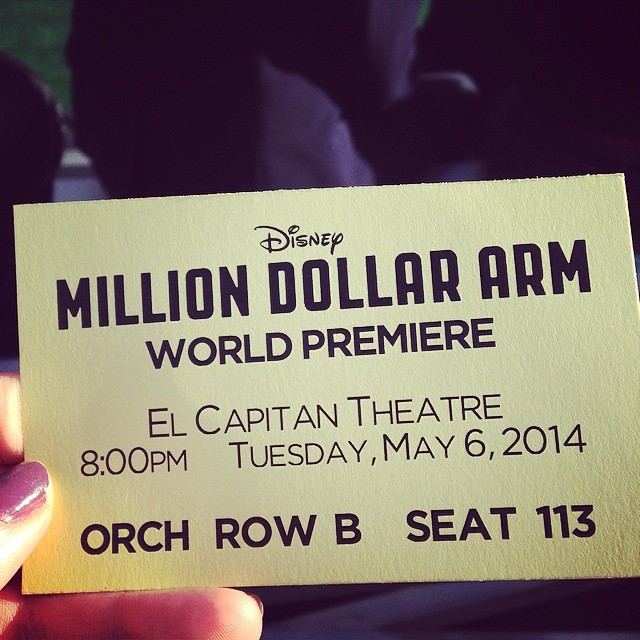 Disney
MILLION DOLLAR ARM
WORLD PREMIERE
EL CAPITAN THEATRE
8:00PM TUESDAY, MAY 6, 2014
ORCH ROW B SEAT 113